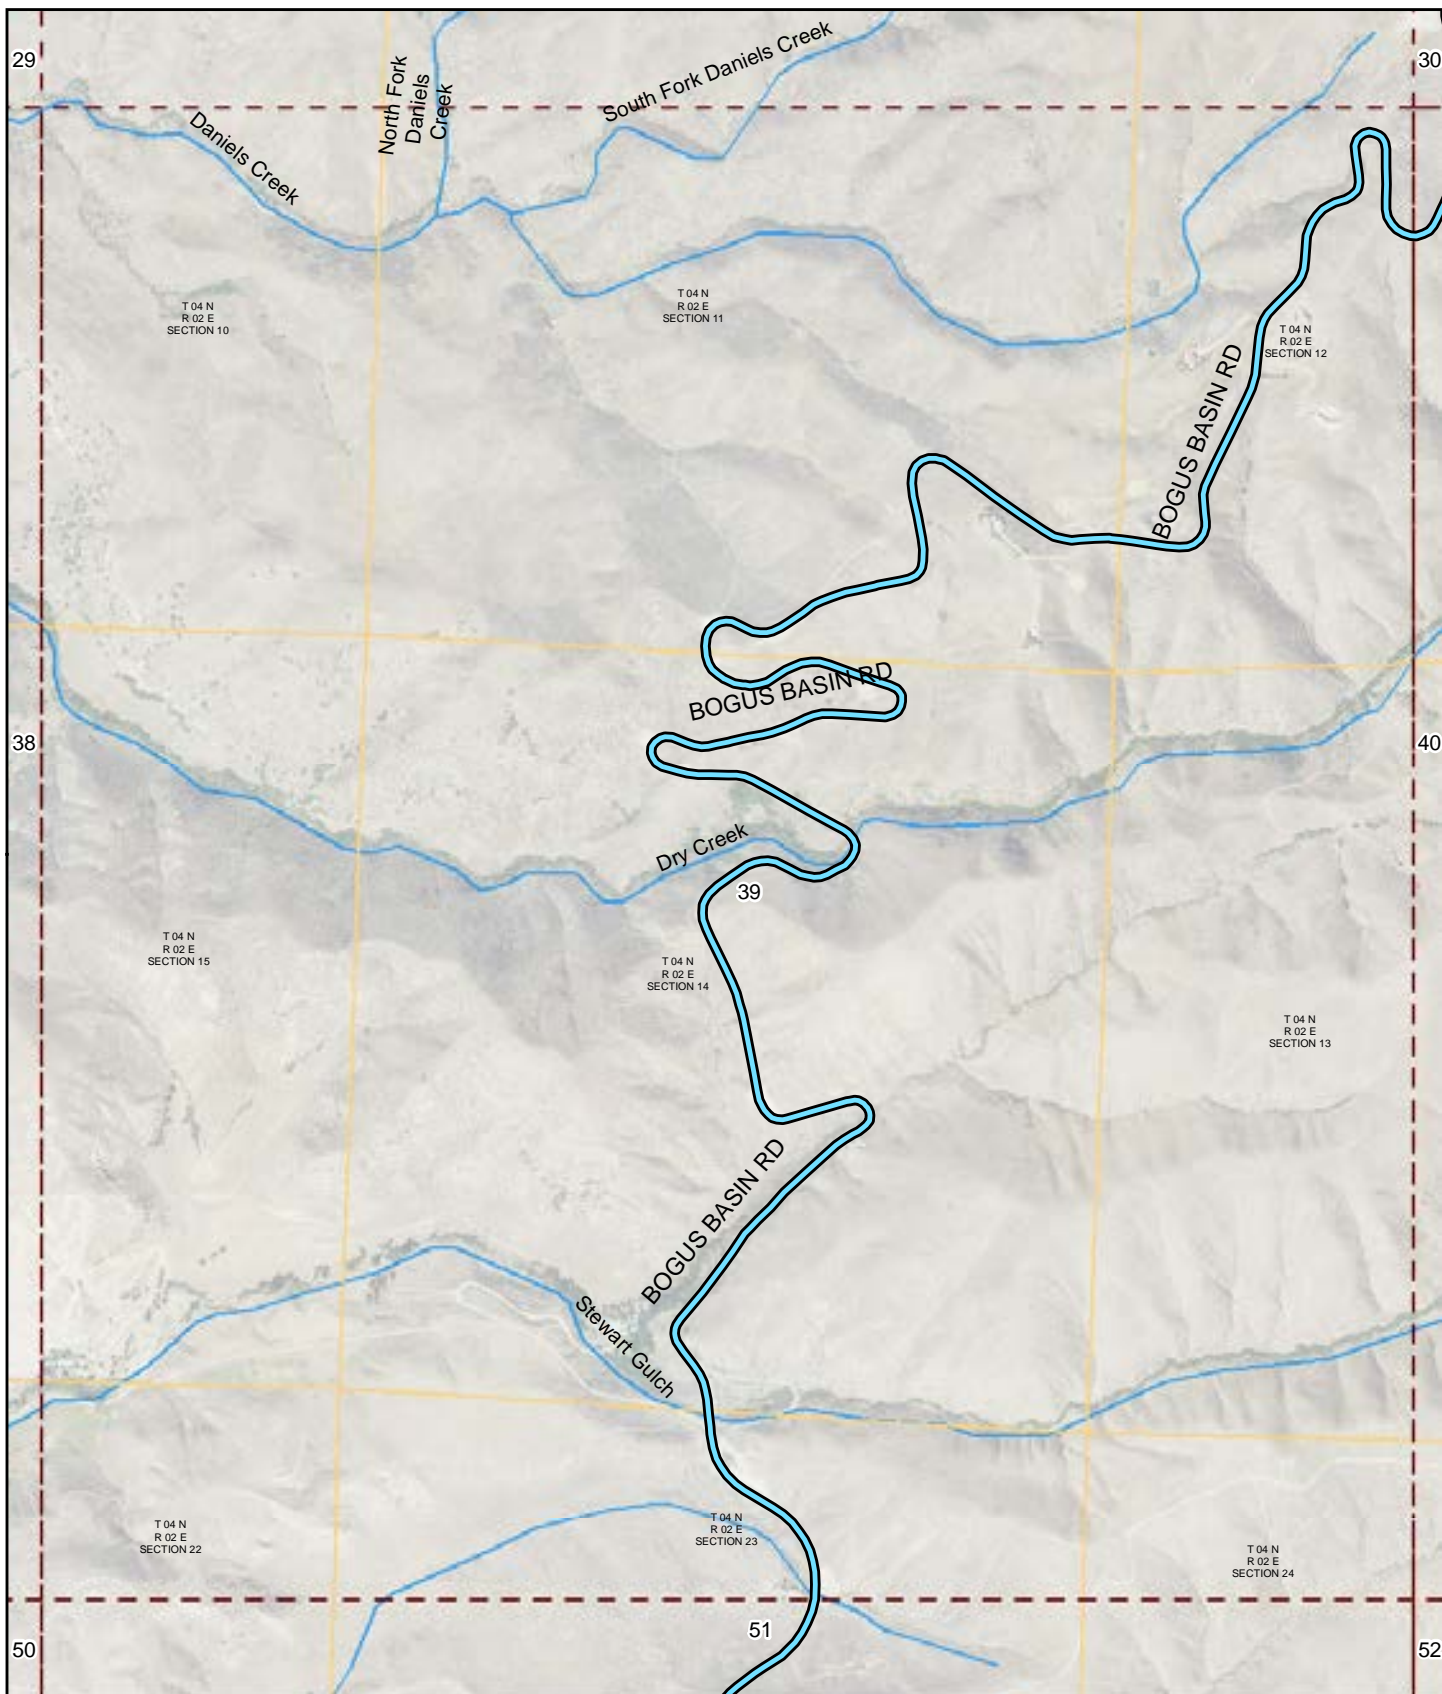 29
30
North Fork
Daniels
Creek
South Fork Daniels Creek
Daniels Creek
T 04 N
R 02 E
SECTION 10
T 04 N
R 02 E
SECTION 11
T 04 N
R 02 E
SECTION 12
BOGUS BASIN RD
BOGUS BASIN RD
38
40
Dry Creek
39
T 04 N
R 02 E
SECTION 15
T 04 N
R 02 E
SECTION 14
T 04 N
R 02 E
SECTION 13
BOGUS BASIN RD
Stewart Gulch
T 04 N
R 02 E
SECTION 22
T 04 N
R 02 E
SECTION 23
T 04 N
R 02 E
SECTION 24
50
51
52